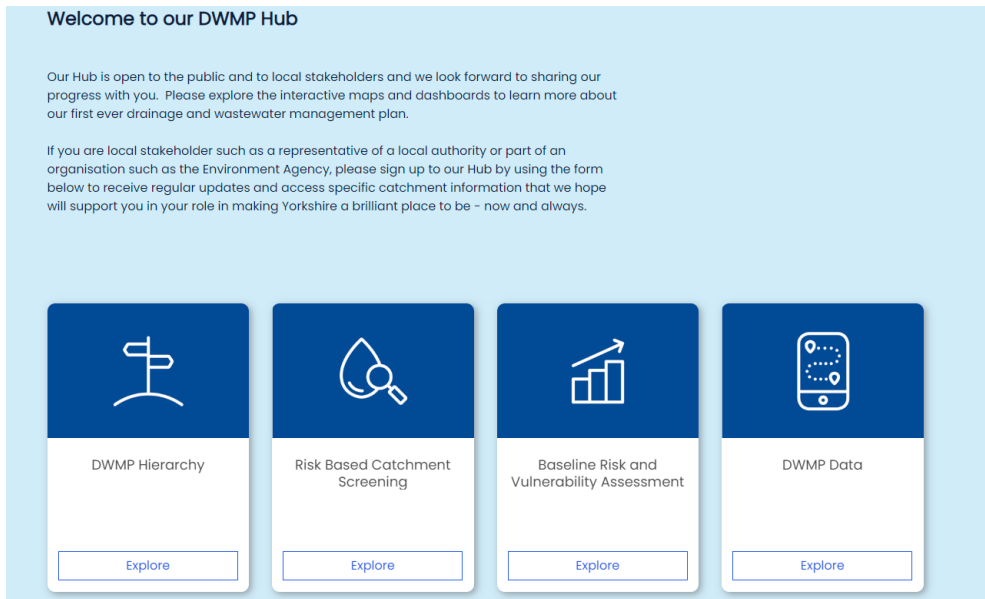 Welcome to our DWMP Hub
Our Hub is open to the public and to local stakeholders and we look forward to sharing our
progress with you.  Please explore the interactive maps and dashboards to learn more about
our first ever drainage and wastewater management plan.
If you are local stakeholder such as a representative of a local authority or part of an
organisation such as the Environment Agency, please sign up to our Hub by using the form
below to receive regular updates and access specific catchment information that we hope
will support you in your role in making Yorkshire a brilliant place to be - now and always.
DWMP Hierarchy
Explore
Risk Based Catchment
Screening
Explore
Baseline Risk and
Vulnerability Assessment
Explore
DWMP Data
Explore